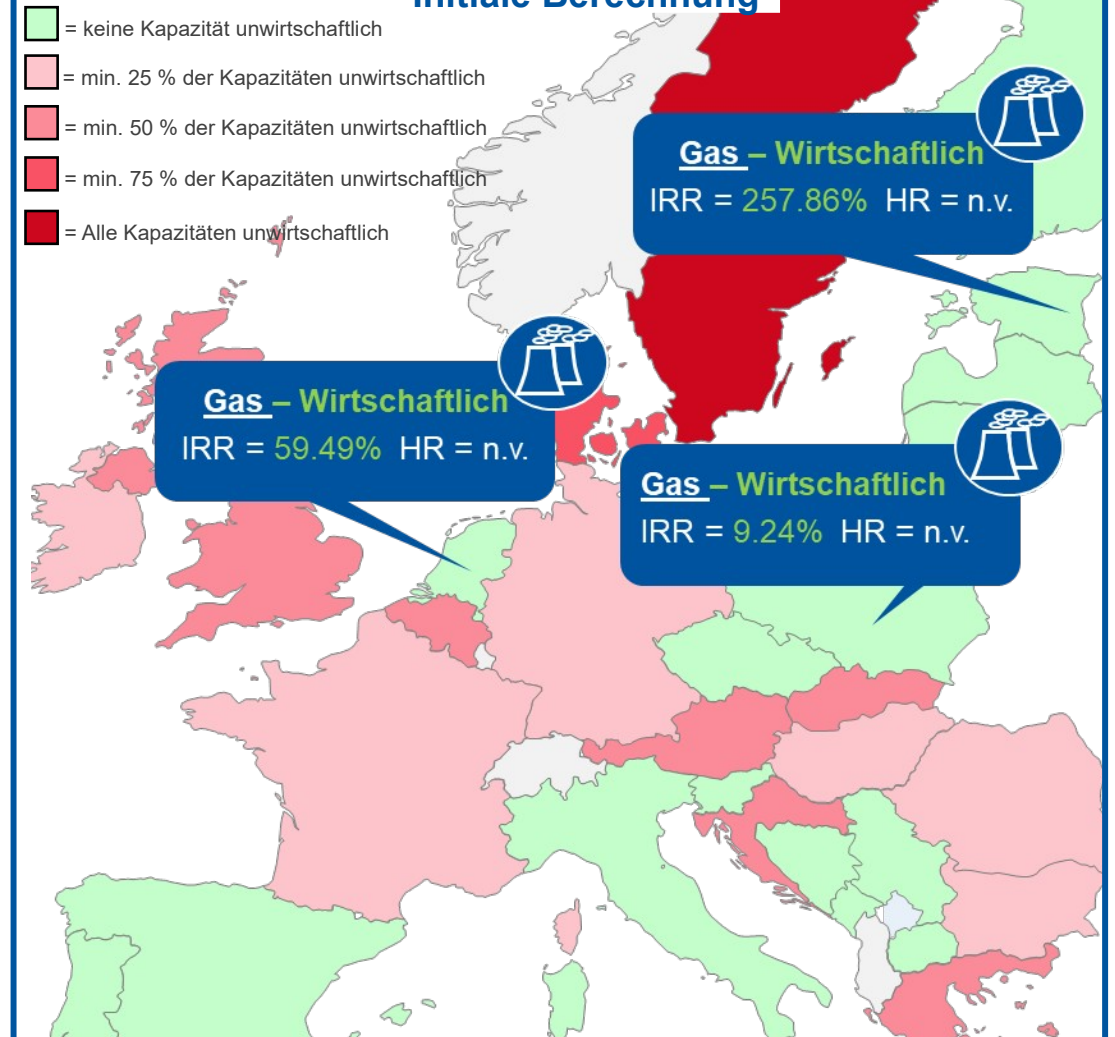 Initiale Berechnung
= keine Kapazität unwirtschaftlich
= min. 25 % der Kapazitäten unwirtschaftlich
= min. 50 % der Kapazitäten unwirtschaftlich
= min. 75 % der Kapazitäten unwirtschaftlich
= Alle Kapazitäten unwirtschaftlich
Gas – Wirtschaftlich
IRR = 257.86% HR = n.v.
Gas – Wirtschaftlich
IRR = 59.49% HR = n.v.
Gas – Wirtschaftlich
IRR = 9.24% HR = n.v.